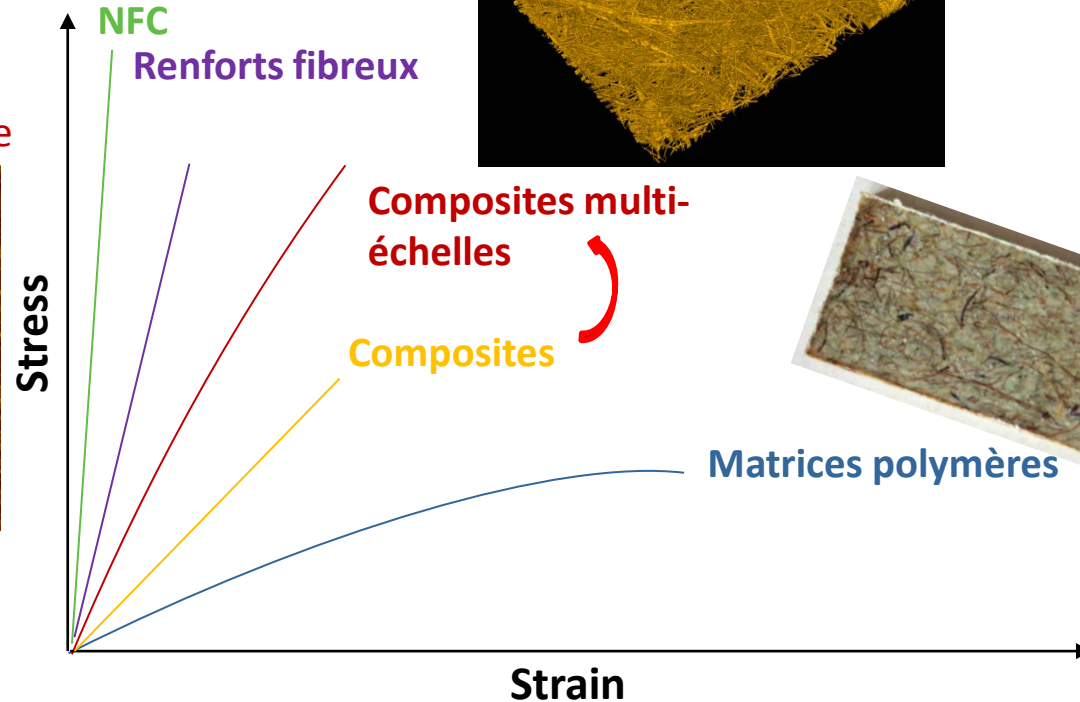 NFC
Renforts fibreux
Composites multi-
échelles
Composites
Matrices polymères
Stress
Strain